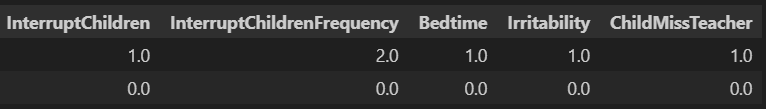 InterruptChildren InterruptChildrenFrequency Bedtime Irritability ChildMissTeacher
1.0 2.0 1.0 1.0 1.0
0.0 0.0 0.0 0.0 0.0